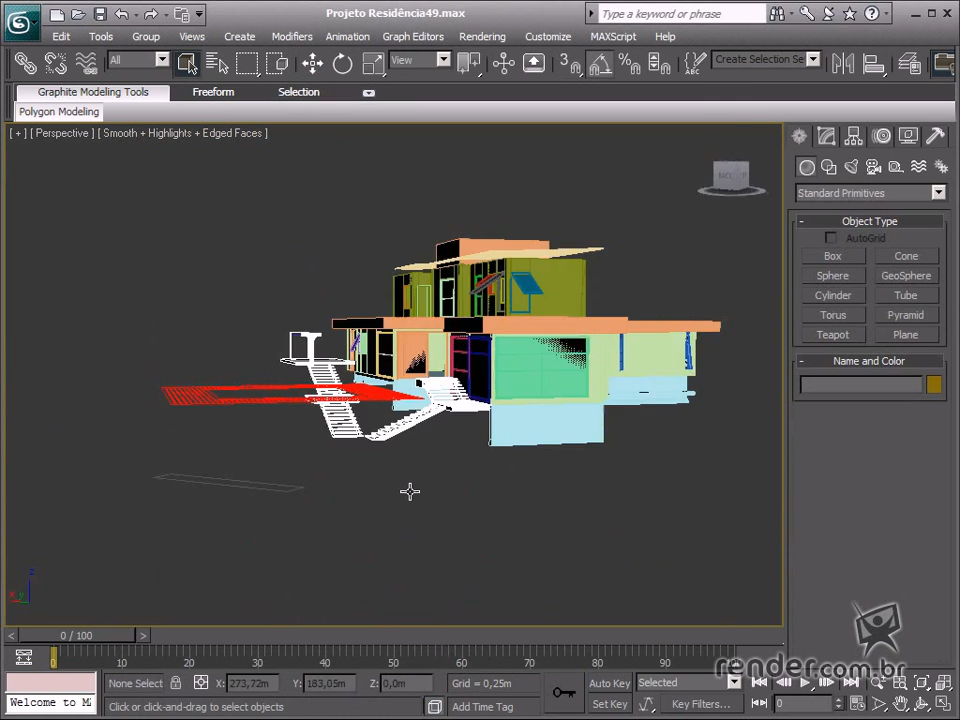 Projeto Residência49.max
Type a keyword or phrase
Edit Tools Group Views Create Modifiers Animation Graph Editors Rendering Customize MAXScript Help
All View 3 Create Selection Se
Graphite Modeling Tools Freeform Selection
Polygon Modeling
[ + ] [ Perspective ] [ Smooth + Highlights + Edged Faces ]
Standard Primitives
- Object Type
AutoGrid
Box Cone
Sphere GeoSphere
Cylinder Tube
Torus Pyramid
Teapot Plane
- Name and Color
z
x y
< 0 / 100 >
0 10 20 30 40 50 60 70 80 90
render.com.br
None Select X: 273,72m Y: 183,05m Z: 0,0m Grid = 0,25m Auto Key Selected
Welcome to M Click or click-and-drag to select objects Add Time Tag Set Key Key Filters... 0